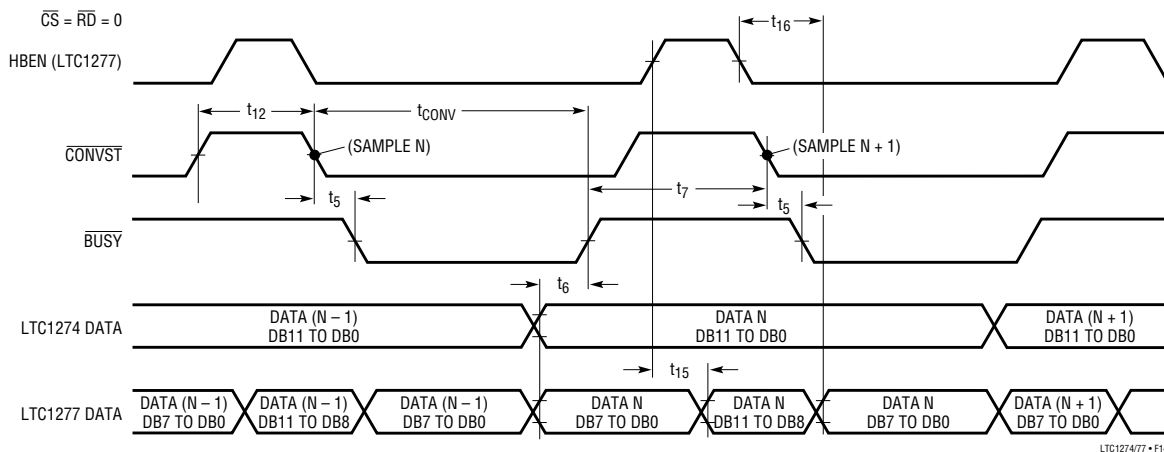 CS = RD = 0
t16
HBEN (LTC1277)
t12
tCONV
CONVST
(SAMPLE N)
(SAMPLE N + 1)
t7
t5
t5
BUSY
t6
LTC1274 DATA
DATA (N – 1)
DB11 TO DB0
DATA N
DB11 TO DB0
DATA (N + 1)
DB11 TO DB0
t15
LTC1277 DATA
DATA (N – 1)
DB7 TO DB0
DATA (N – 1)
DB11 TO DB8
DATA (N – 1)
DB7 TO DB0
DATA N
DB7 TO DB0
DATA N
DB11 TO DB8
DATA N
DB7 TO DB0
DATA (N + 1)
DB7 TO DB0
LTC1274/77 • F1